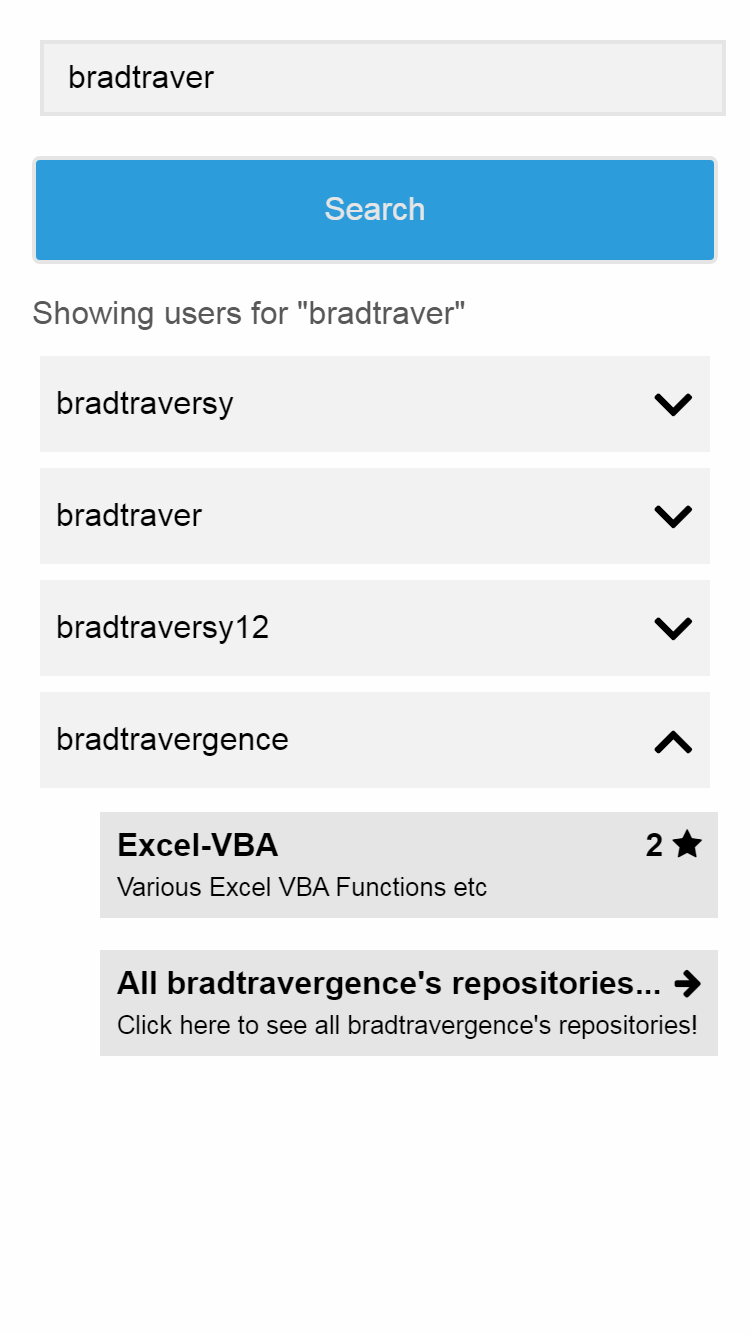 bradtraver
Search
Showing users for "bradtraver"
bradtraversy
bradtraver
bradtraversy12
bradtravergence
Excel-VBA 2
Various Excel VBA Functions etc
All bradtravergence's repositories...
Click here to see all bradtravergence's repositories!